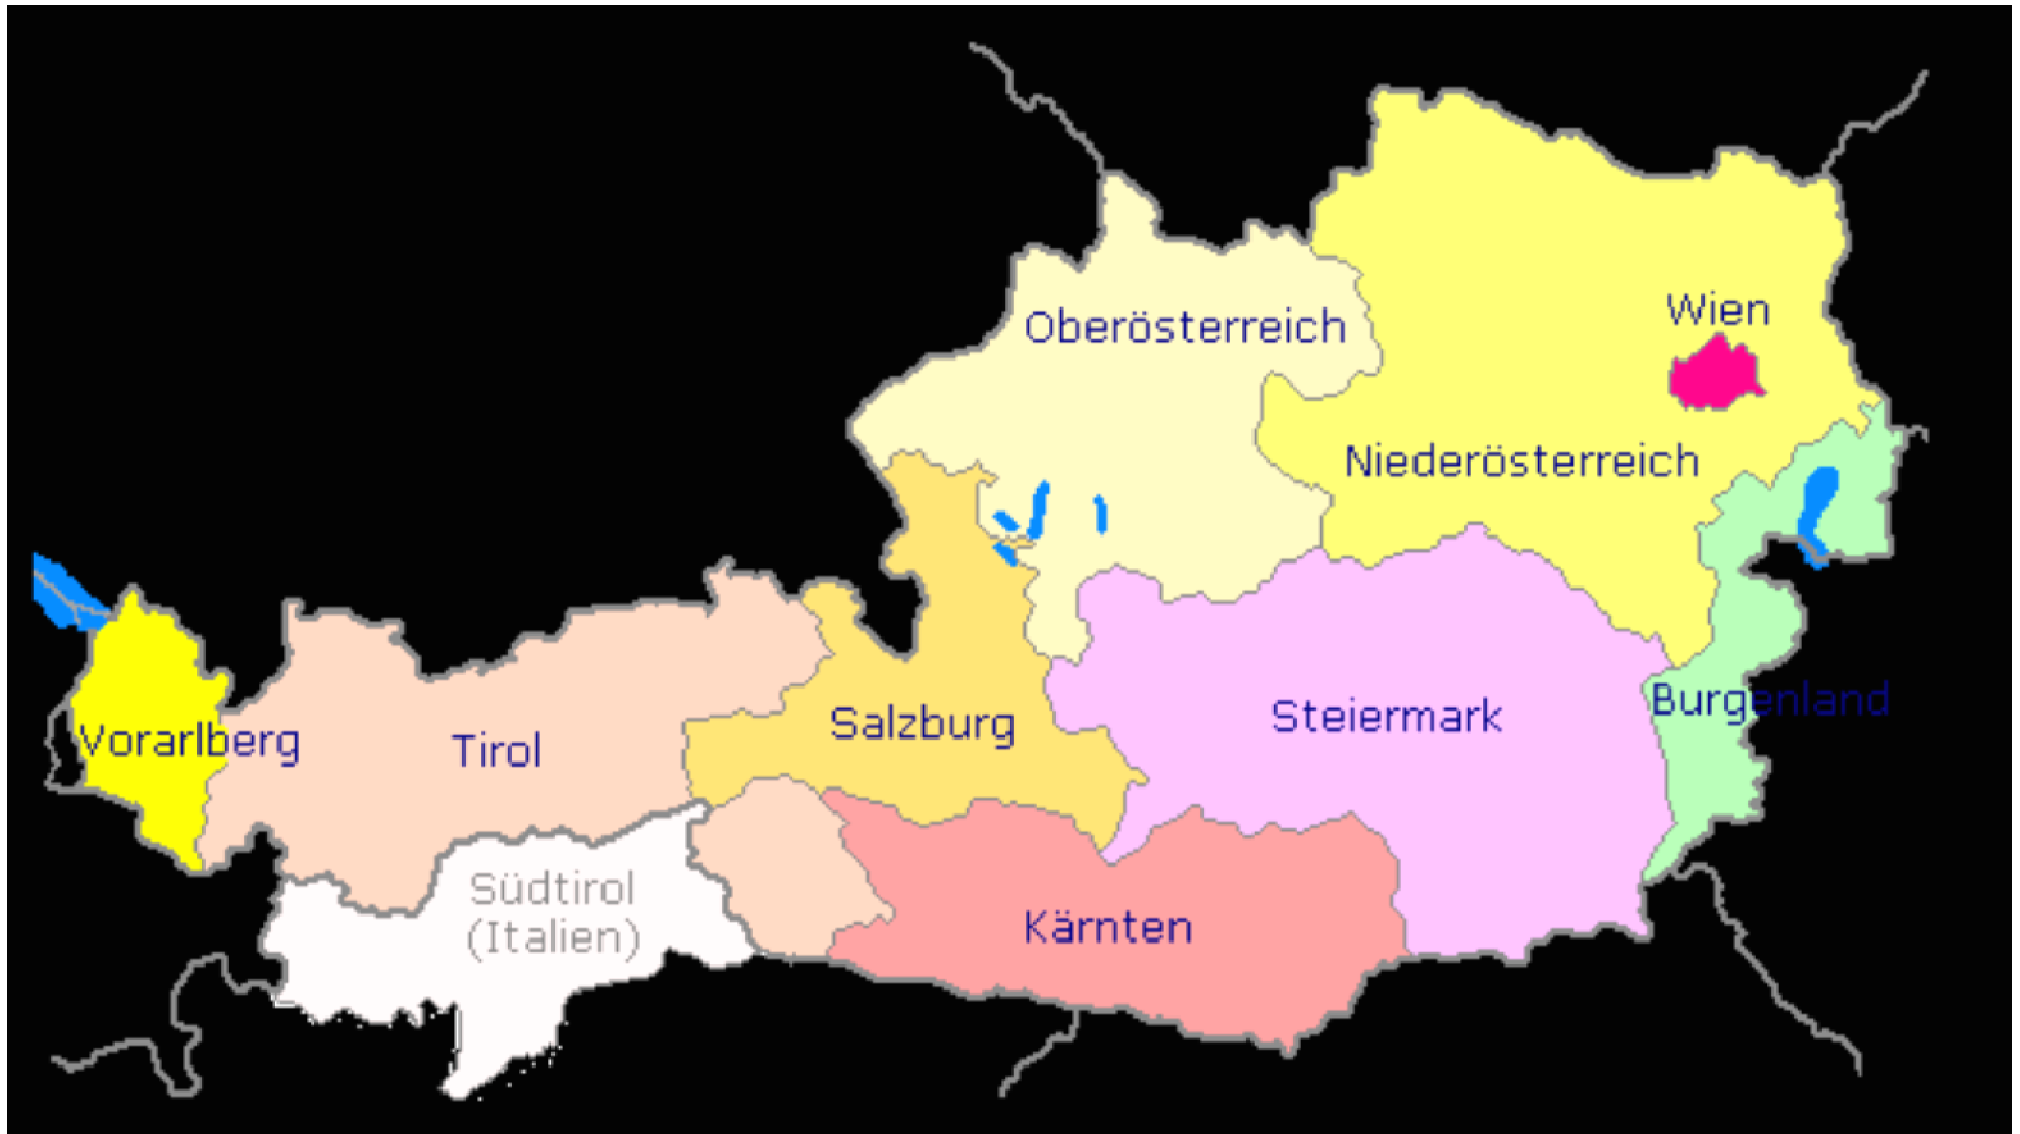 Wien
Oberösterreich
Niederösterreich
Burgenland
Steiermark
Salzburg
Vorarlberg
Tirol
Südtirol
(Italien)
Kärnten